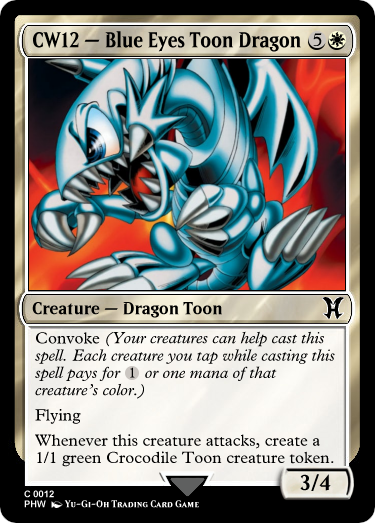 CW12 — Blue Eyes Toon Dragon 5
Creature — Dragon Toon
Convoke (Your creatures can help cast this
spell. Each creature you tap while casting this
spell pays for 1 or one mana of that
creature's color.)
Flying
Whenever this creature attacks, create a
1/1 green Crocodile Toon creature token.
3/4
C 0012
PHW Yu-Gi-Oh Trading Card Game